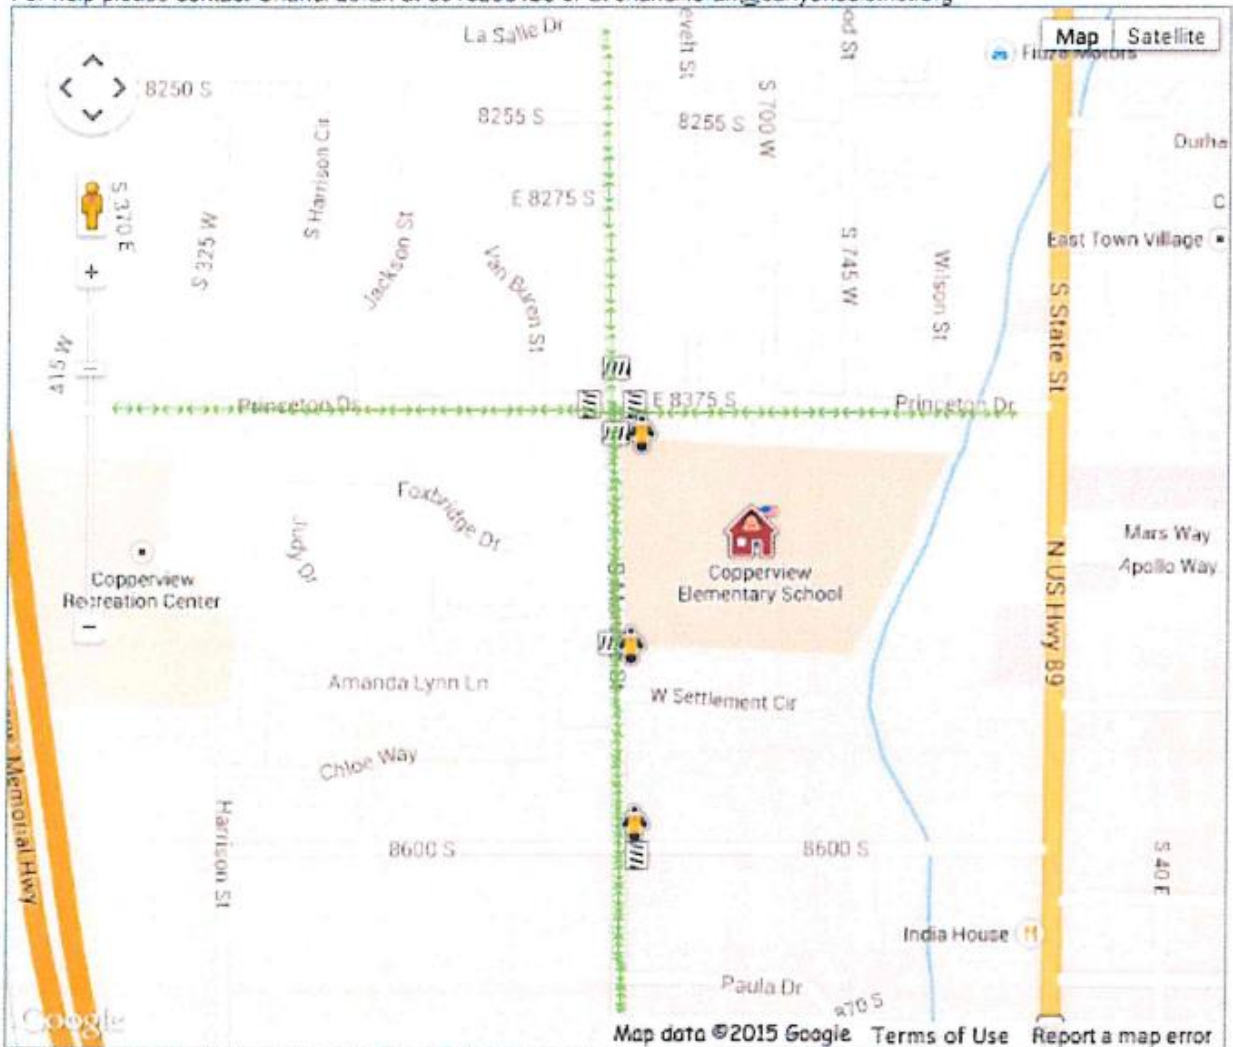 La Salle Dr
Map
Satellite
8250 S
8255 S
8255 S
S 700 W
Durha
S Harrison Cir
E 8275 S
S 370 E
S 325 W
Jackson St
Van Buren St
S 745 W
Wilson St
East Town Village
S State St
415 W
Princeton Dr
E 8375 S
Princeton Dr
Foxbridge Dr
Judy Dr
Copperview
Recreation Center
Copperview
Elementary School
Mars Way
Apollo Way
N US Hwy 89
Amanda Lynn Ln
W Settlement Cir
Chloe Way
Memorial Hwy
Harrison St
8600 S
8600 S
S 40 E
India House
Paula Dr
Google
Map data ©2015 Google
Terms of Use
Report a map error